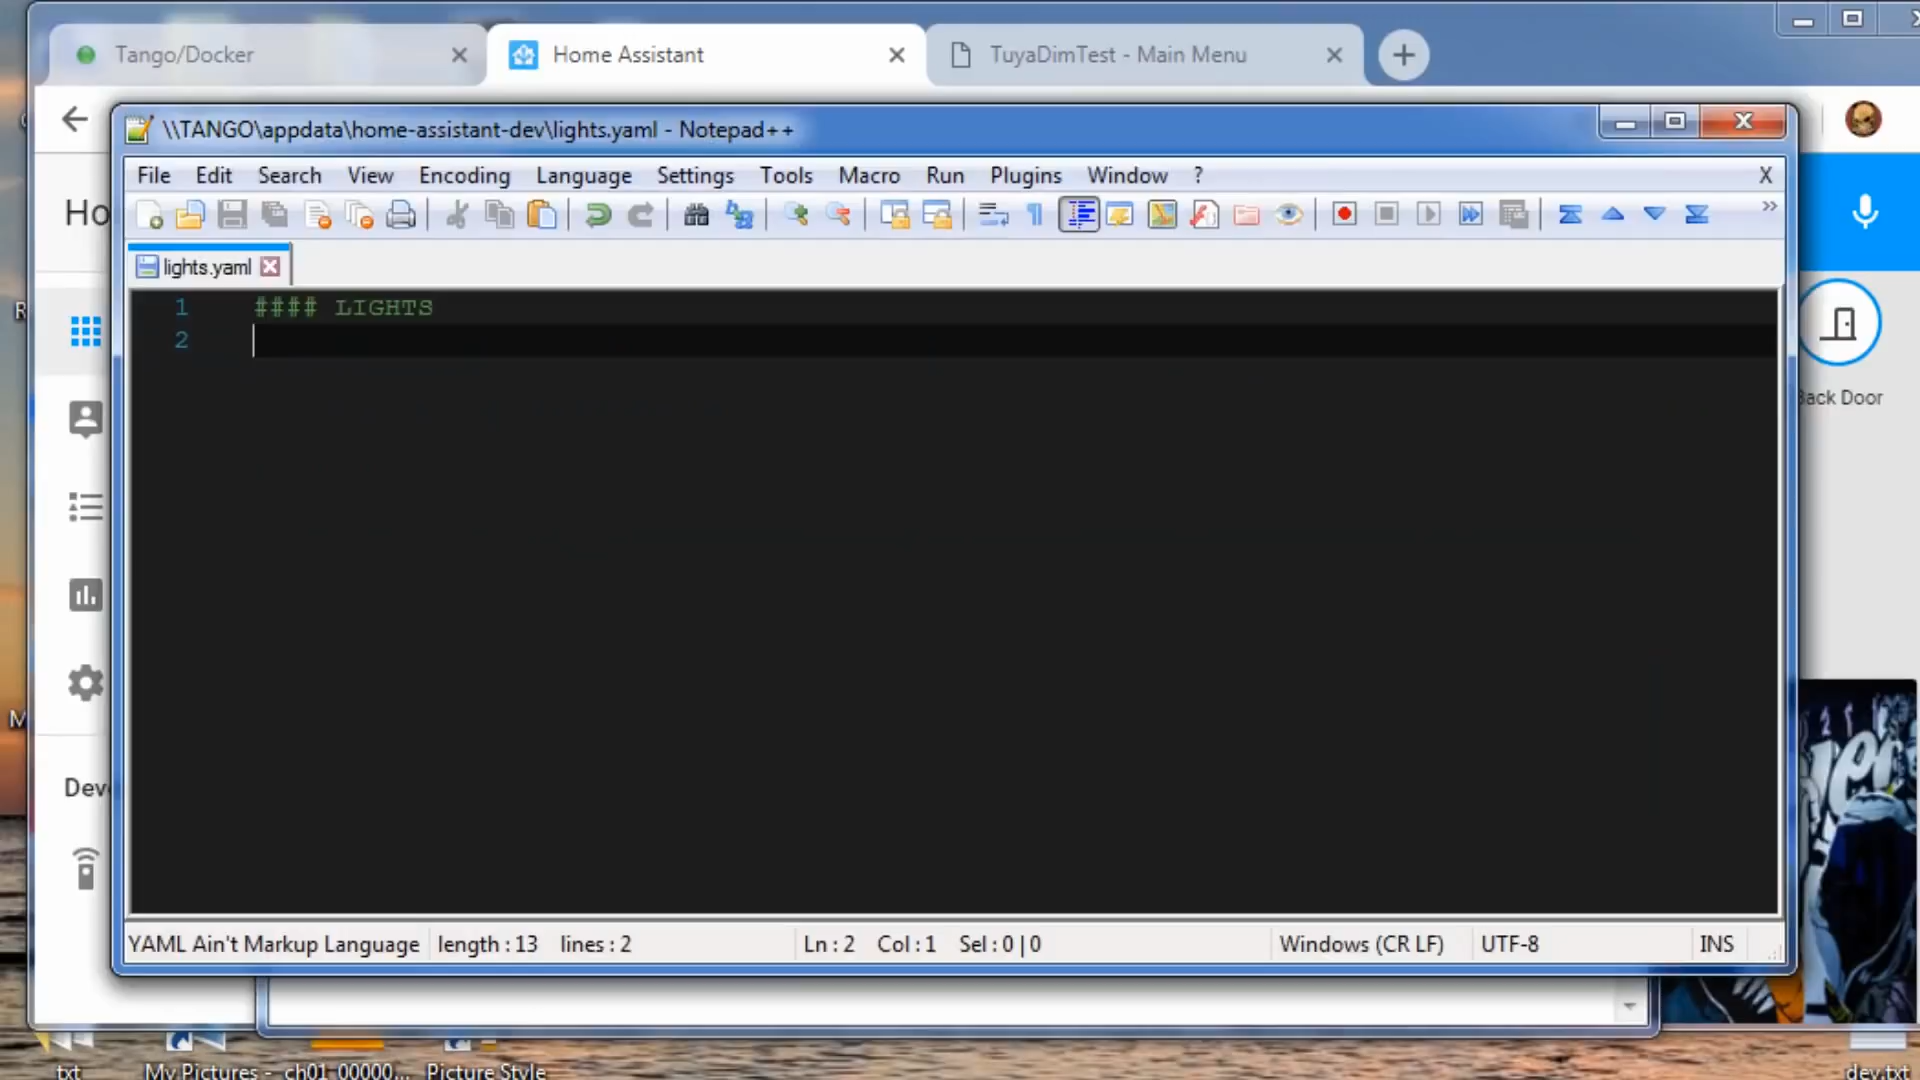 Tango/Docker
Home Assistant
TuyaDimTest - Main Menu
\\TANGO\appdata\home-assistant-dev\lights.yaml - Notepad++
File Edit Search View Encoding Language Settings Tools Macro Run Plugins Window ? X
Ho
lights.yaml
1 #### LIGHTS
2
Back Door
Dev
YAML Ain't Markup Language length : 13 lines : 2 Ln : 2 Col : 1 Sel : 0 | 0 Windows (CR LF) UTF-8 INS
txt
My Pictures -
ch01_00000...
Picture Style
dev.txt